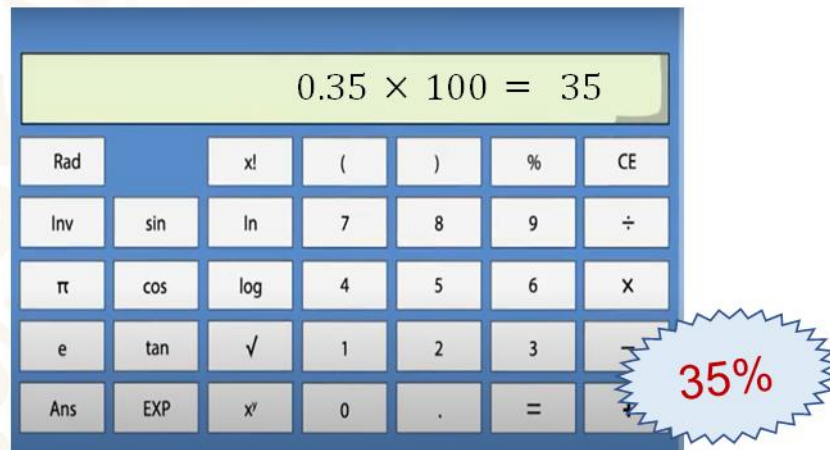 0.35 × 100 = 35
Rad x! ( ) % CE
Inv sin ln 7 8 9 ÷
π cos log 4 5 6 X
e tan √ 1 2 3 −
Ans EXP xʸ 0 . = +
35%